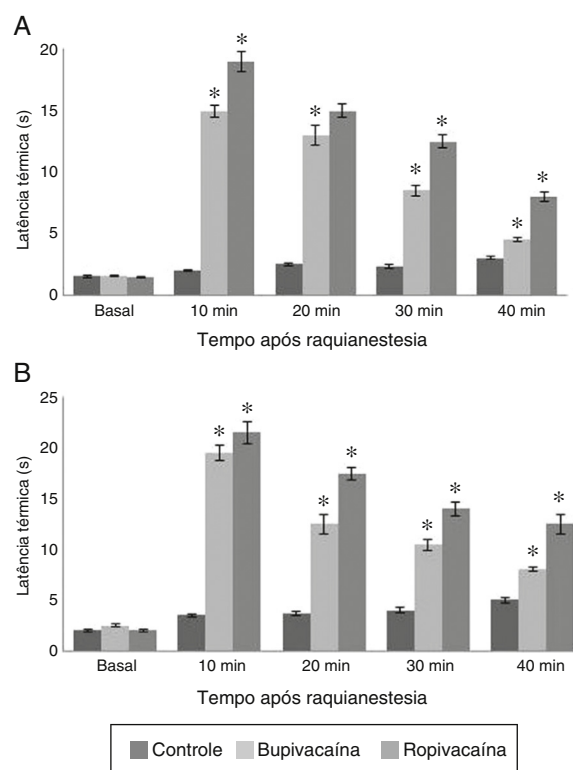 A
20
15
10
5
0
Latência térmica (s)
* * * * * * *
Basal 10 min 20 min 30 min 40 min
Tempo após raquianestesia
B
25
20
15
10
5
0
Latência térmica (s)
* * * * * * * *
Basal 10 min 20 min 30 min 40 min
Tempo após raquianestesia
Controle Bupivacaína Ropivacaína